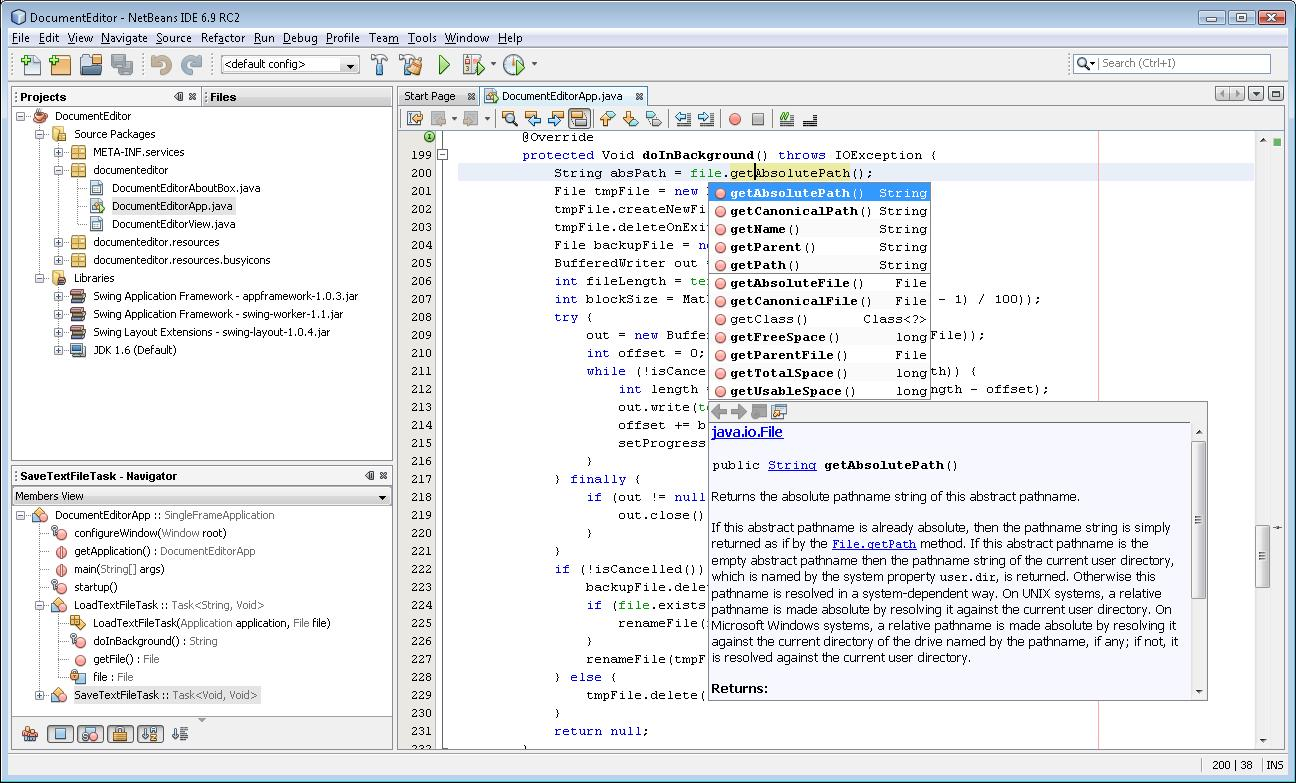 DocumentEditor - NetBeans IDE 6.9 RC2
File Edit View Navigate Source Refactor Run Debug Profile Team Tools Window Help
<default config>
Search (Ctrl+I)
Projects
Files
DocumentEditor
Source Packages
META-INF.services
documenteditor
DocumentEditorAboutBox.java
DocumentEditorApp.java
DocumentEditorView.java
documenteditor.resources
documenteditor.resources.busyicons
Libraries
Swing Application Framework - appframework-1.0.3.jar
Swing Application Framework - swing-worker-1.1.jar
Swing Layout Extensions - swing-layout-1.0.4.jar
JDK 1.6 (Default)
SaveTextFileTask - Navigator
Members View
DocumentEditorApp :: SingleFrameApplication
configureWindow(Window root)
getApplication() : DocumentEditorApp
main(String[] args)
startup()
LoadTextFileTask :: Task<String, Void>
LoadTextFileTask(Application application, File file)
doInBackground() : String
getFile() : File
file : File
SaveTextFileTask :: Task<Void, Void>
Start Page
DocumentEditorApp.java
@Override
199 protected Void doInBackground() throws IOException {
200 String absPath = file.getAbsolutePath();
201 File tmpFile = new
202 tmpFile.createNewFi
203 tmpFile.deleteOnExi
204 File backupFile = ne
205 BufferedWriter out =
206 int fileLength = te
207 int blockSize = Mat - 1) / 100));
208 try {
209 out = new Buffe File));
210 int offset = 0;
211 while (!isCance th)) {
212 int length ngth - offset);
213 out.write(te
214 offset += b
215 setProgress
216 }
217 } finally {
218 if (out != null
219 out.close()
220 }
221 }
222 if (!isCancelled())
223 backupFile.dele
224 if (file.exists
225 renameFile(
226 }
227 renameFile(tmpF
228 } else {
229 tmpFile.delete(
230 }
231 return null;
232 }
getAbsolutePath() String
getCanonicalPath() String
getName() String
getParent() String
getPath() String
getAbsoluteFile() File
getCanonicalFile() File
getClass() Class<?>
getFreeSpace() long
getParentFile() File
getTotalSpace() long
getUsableSpace() long
java.io.File
public String getAbsolutePath()
Returns the absolute pathname string of this abstract pathname.
If this abstract pathname is already absolute, then the pathname string is simply
returned as if by the File.getPath method. If this abstract pathname is the
empty abstract pathname then the pathname string of the current user directory,
which is named by the system property user.dir, is returned. Otherwise this
pathname is resolved in a system-dependent way. On UNIX systems, a relative
pathname is made absolute by resolving it against the current user directory. On
Microsoft Windows systems, a relative pathname is made absolute by resolving it
against the current directory of the drive named by the pathname, if any; if not, it
is resolved against the current user directory.
Returns:
200 | 38 INS